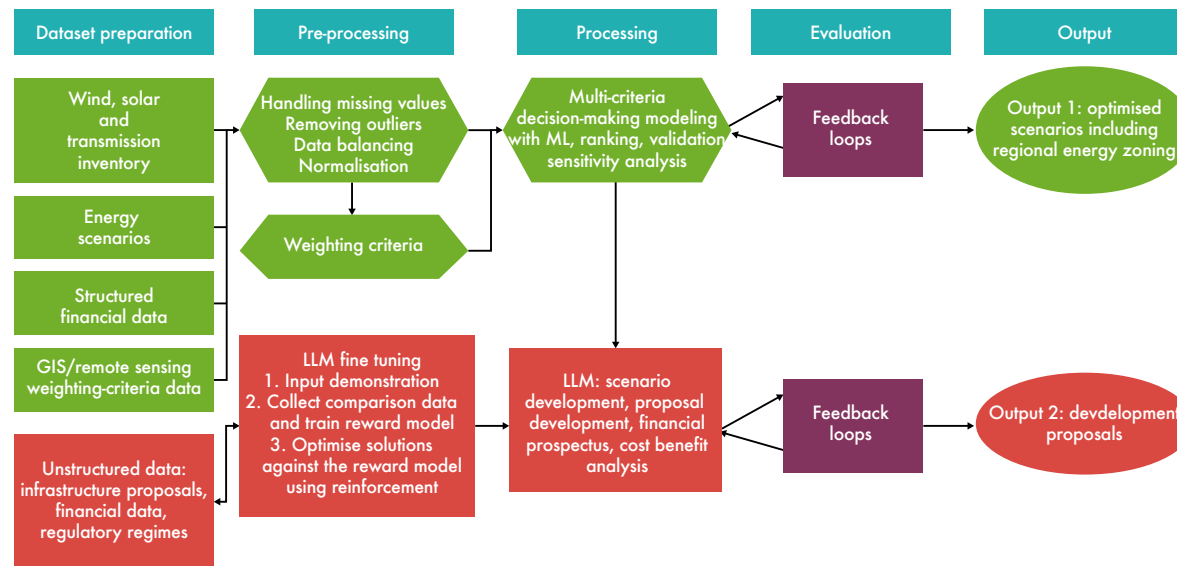 Dataset preparation
Pre-processing
Processing
Evaluation
Output
Wind, solar
and
transmission
inventory
Energy
scenarios
Structured
financial data
GIS/remote sensing
weighting-criteria data
Unstructured data:
infrastructure proposals,
financial data,
regulatory regimes
Handling missing values
Removing outliers
Data balancing
Normalisation
Weighting criteria
LLM fine tuning
1. Input demonstration
2. Collect comparison data
and train reward model
3. Optimise solutions
against the reward model
using reinforcement
Multi-criteria
decision-making modeling
with ML, ranking, validation
sensitivity analysis
LLM: scenario
development, proposal
development, financial
prospectus, cost benefit
analysis
Feedback
loops
Feedback
loops
Output 1: optimised
scenarios including
regional energy zoning
Output 2: devdelopment
proposals